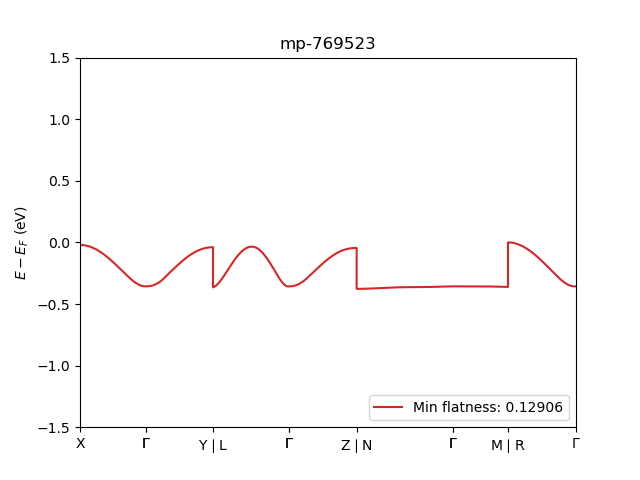 mp-769523
1.5
1.0
0.5
0.0
−0.5
−1.0
−1.5
E − E_F (eV)
Min flatness: 0.12906
X Γ Y | L Γ Z | N Γ M | R Γ